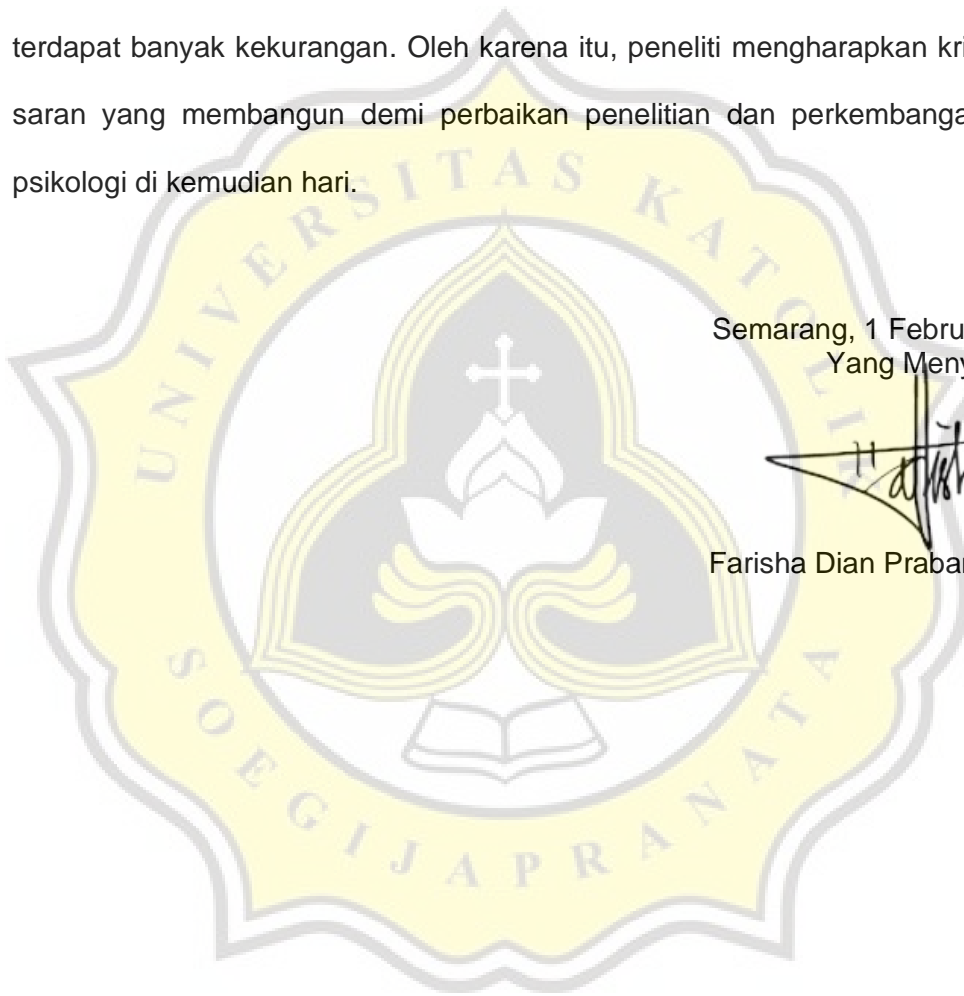 terdapat banyak kekurangan. Oleh karena itu, peneliti mengharapkan kri
saran yang membangun demi perbaikan penelitian dan perkembanga
psikologi di kemudian hari.
UNIVERSITAS KATOLIK
Semarang, 1 Febru
Yang Meny
Farisha Dian Praba
SOEGIJAPRANATA